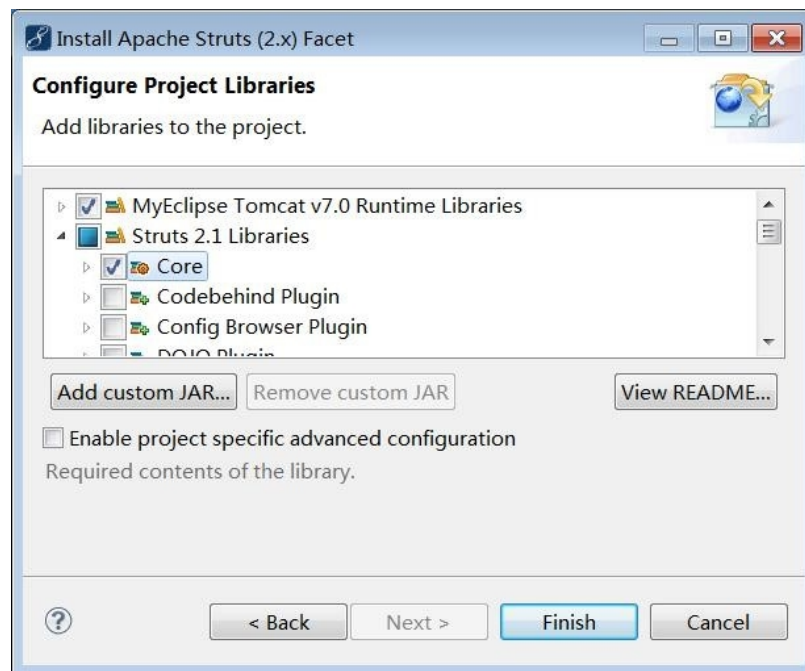 Install Apache Struts (2.x) Facet
Configure Project Libraries
Add libraries to the project.
MyEclipse Tomcat v7.0 Runtime Libraries
Struts 2.1 Libraries
Core
Codebehind Plugin
Config Browser Plugin
DOJO Plugin
Add custom JAR... Remove custom JAR View README...
Enable project specific advanced configuration
Required contents of the library.
? < Back Next > Finish Cancel